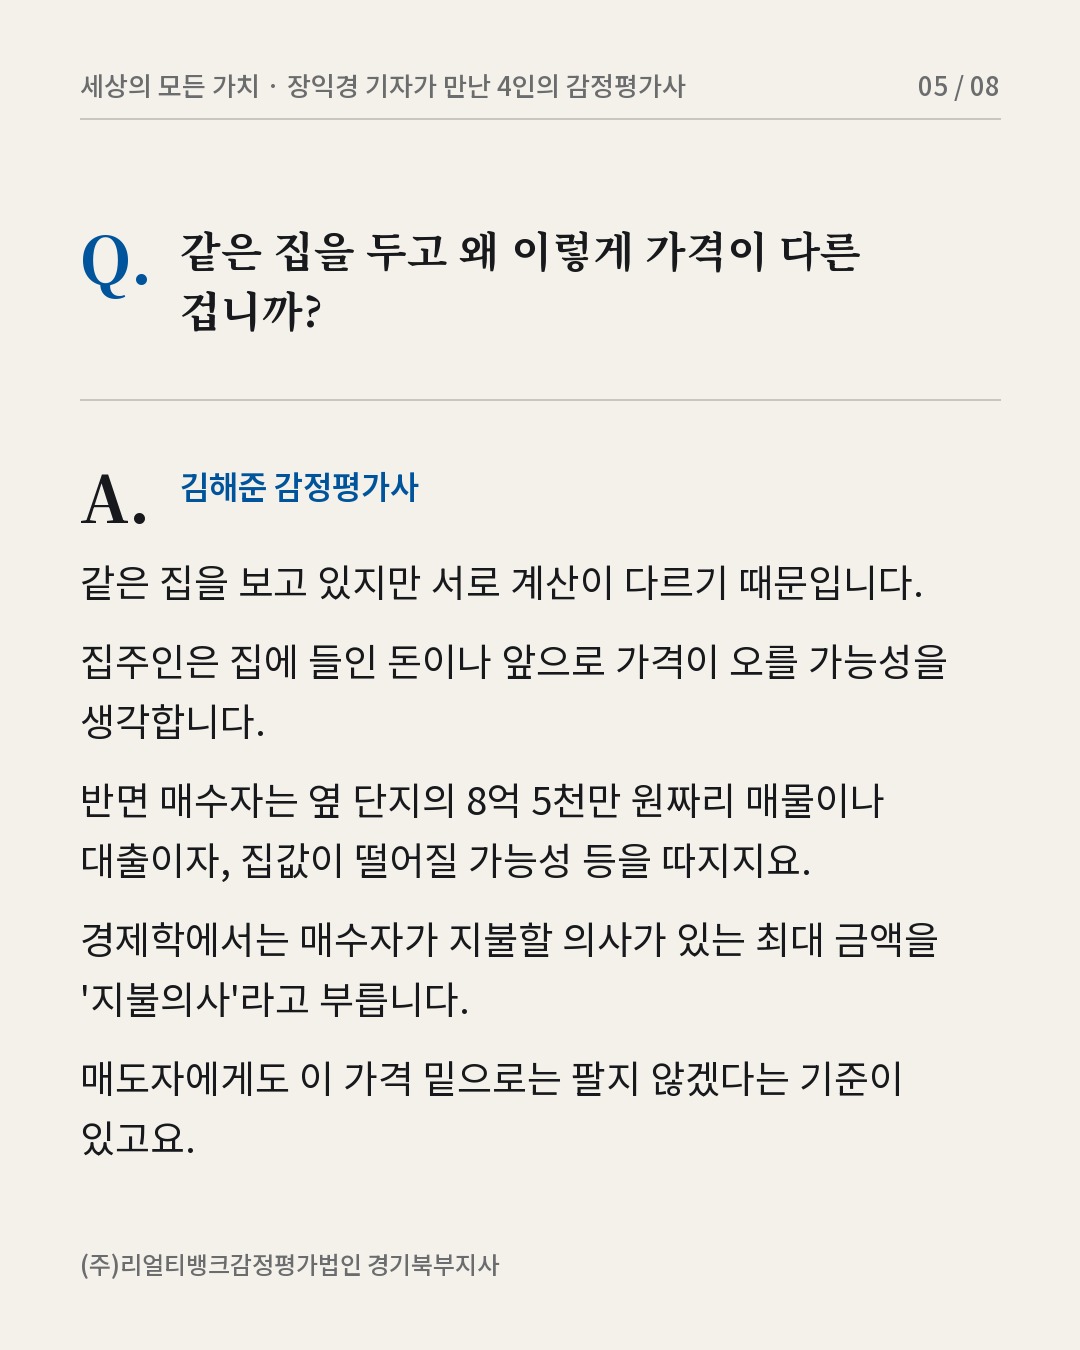 세상의 모든 가치 · 장익경 기자가 만난 4인의 감정평가사
05 / 08
Q. 같은 집을 두고 왜 이렇게 가격이 다른
겁니까?
A. 김해준 감정평가사
같은 집을 보고 있지만 서로 계산이 다르기 때문입니다.
집주인은 집에 들인 돈이나 앞으로 가격이 오를 가능성을
생각합니다.
반면 매수자는 옆 단지의 8억 5천만 원짜리 매물이나
대출이자, 집값이 떨어질 가능성 등을 따지지요.
경제학에서는 매수자가 지불할 의사가 있는 최대 금액을
'지불의사'라고 부릅니다.
매도자에게도 이 가격 밑으로는 팔지 않겠다는 기준이
있고요.
(주)리얼티뱅크감정평가법인 경기북부지사